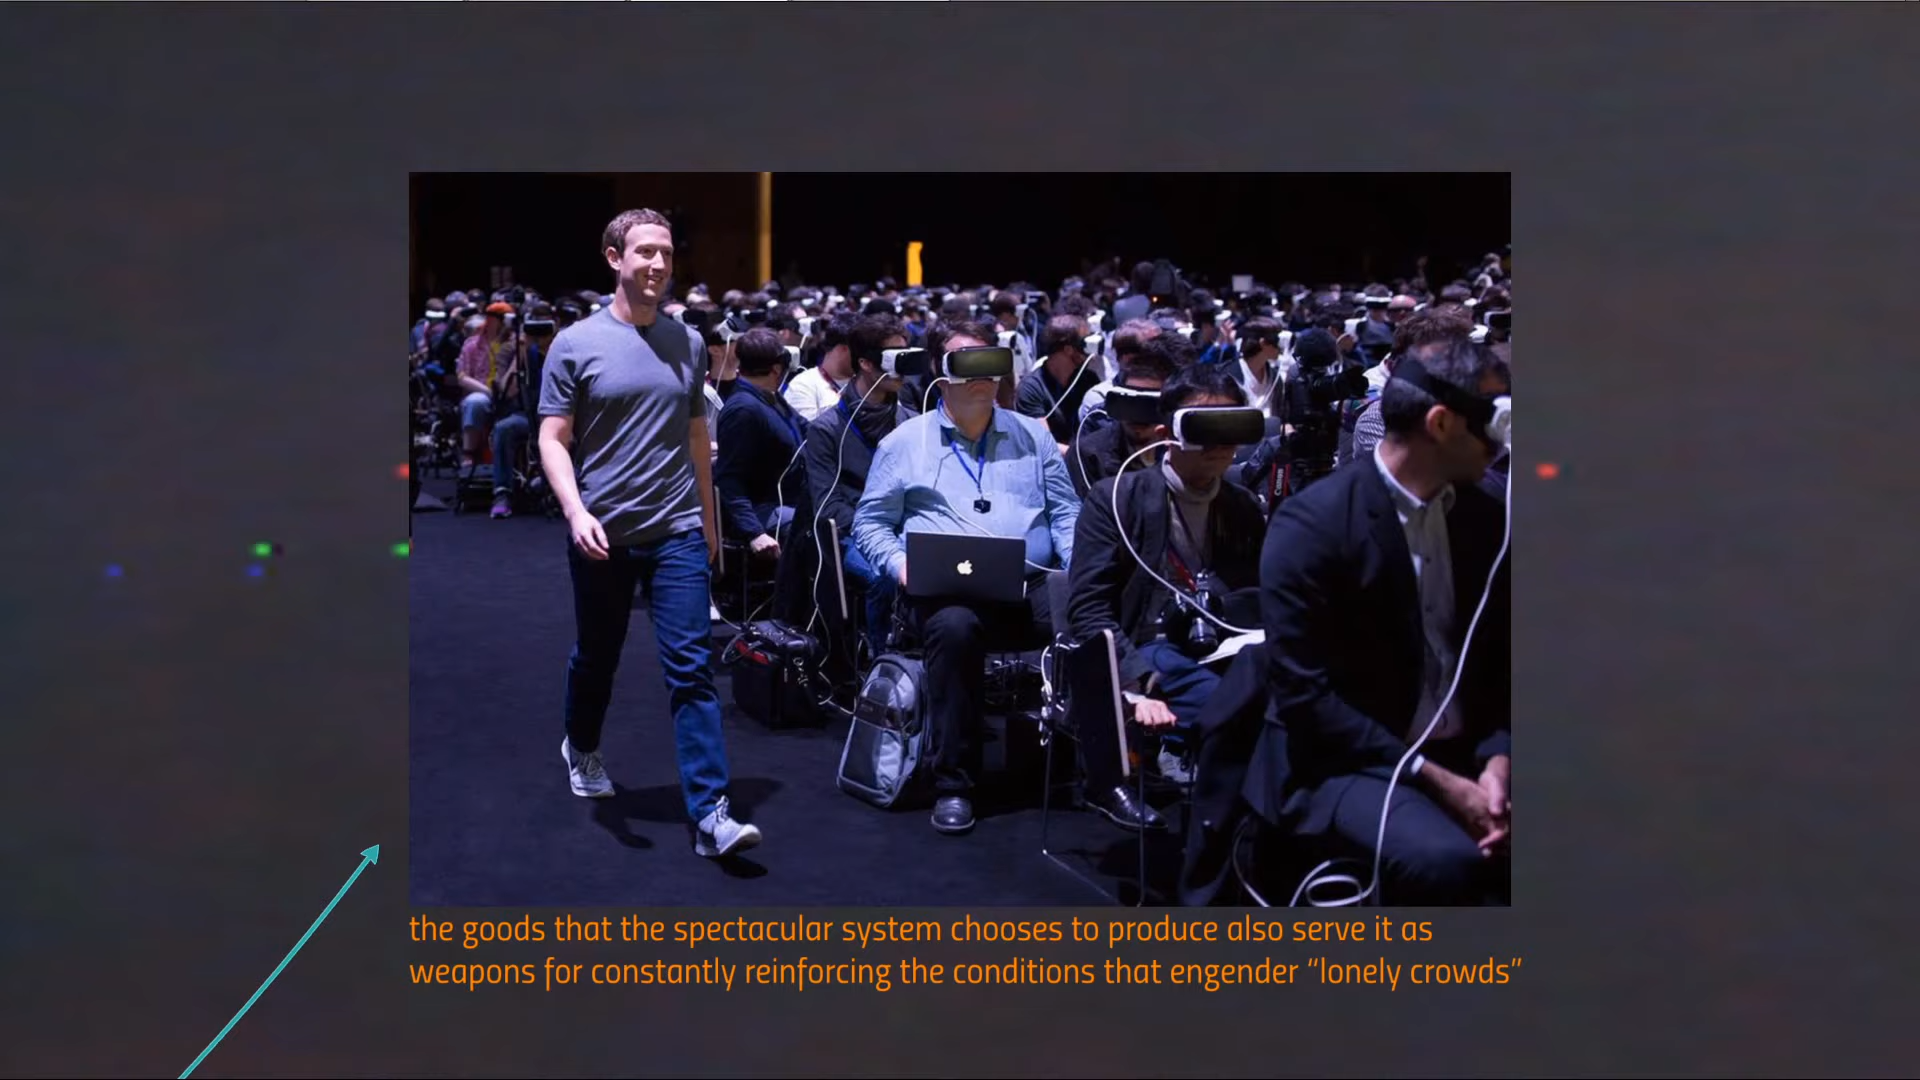 Canon
the goods that the spectacular system chooses to produce also serve it as
weapons for constantly reinforcing the conditions that engender “lonely crowds”